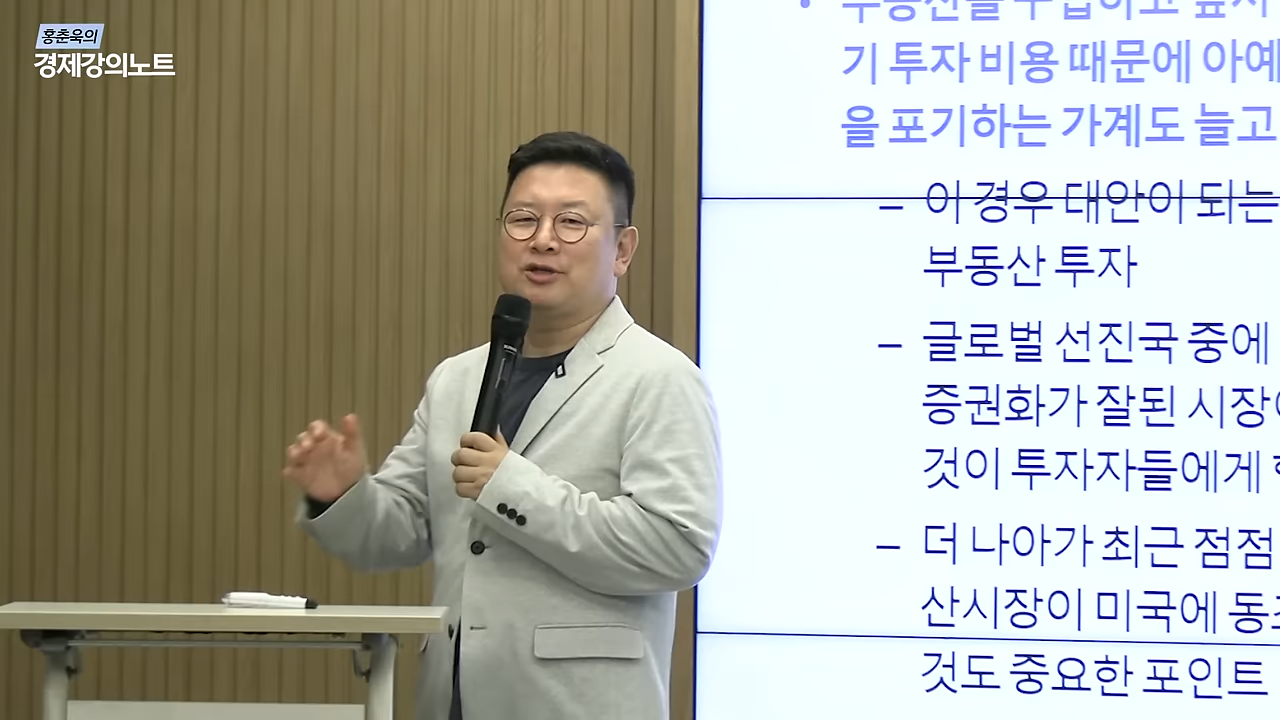 홍춘욱의
경제강의노트
기 투자 비용 때문에 아예
을 포기하는 가계도 늘고
– 이 경우 대안이 되는
부동산 투자
– 글로벌 선진국 중에
증권화가 잘된 시장
것이 투자자들에게
– 더 나아가 최근 점점
산시장이 미국에
것도 중요한 포인트